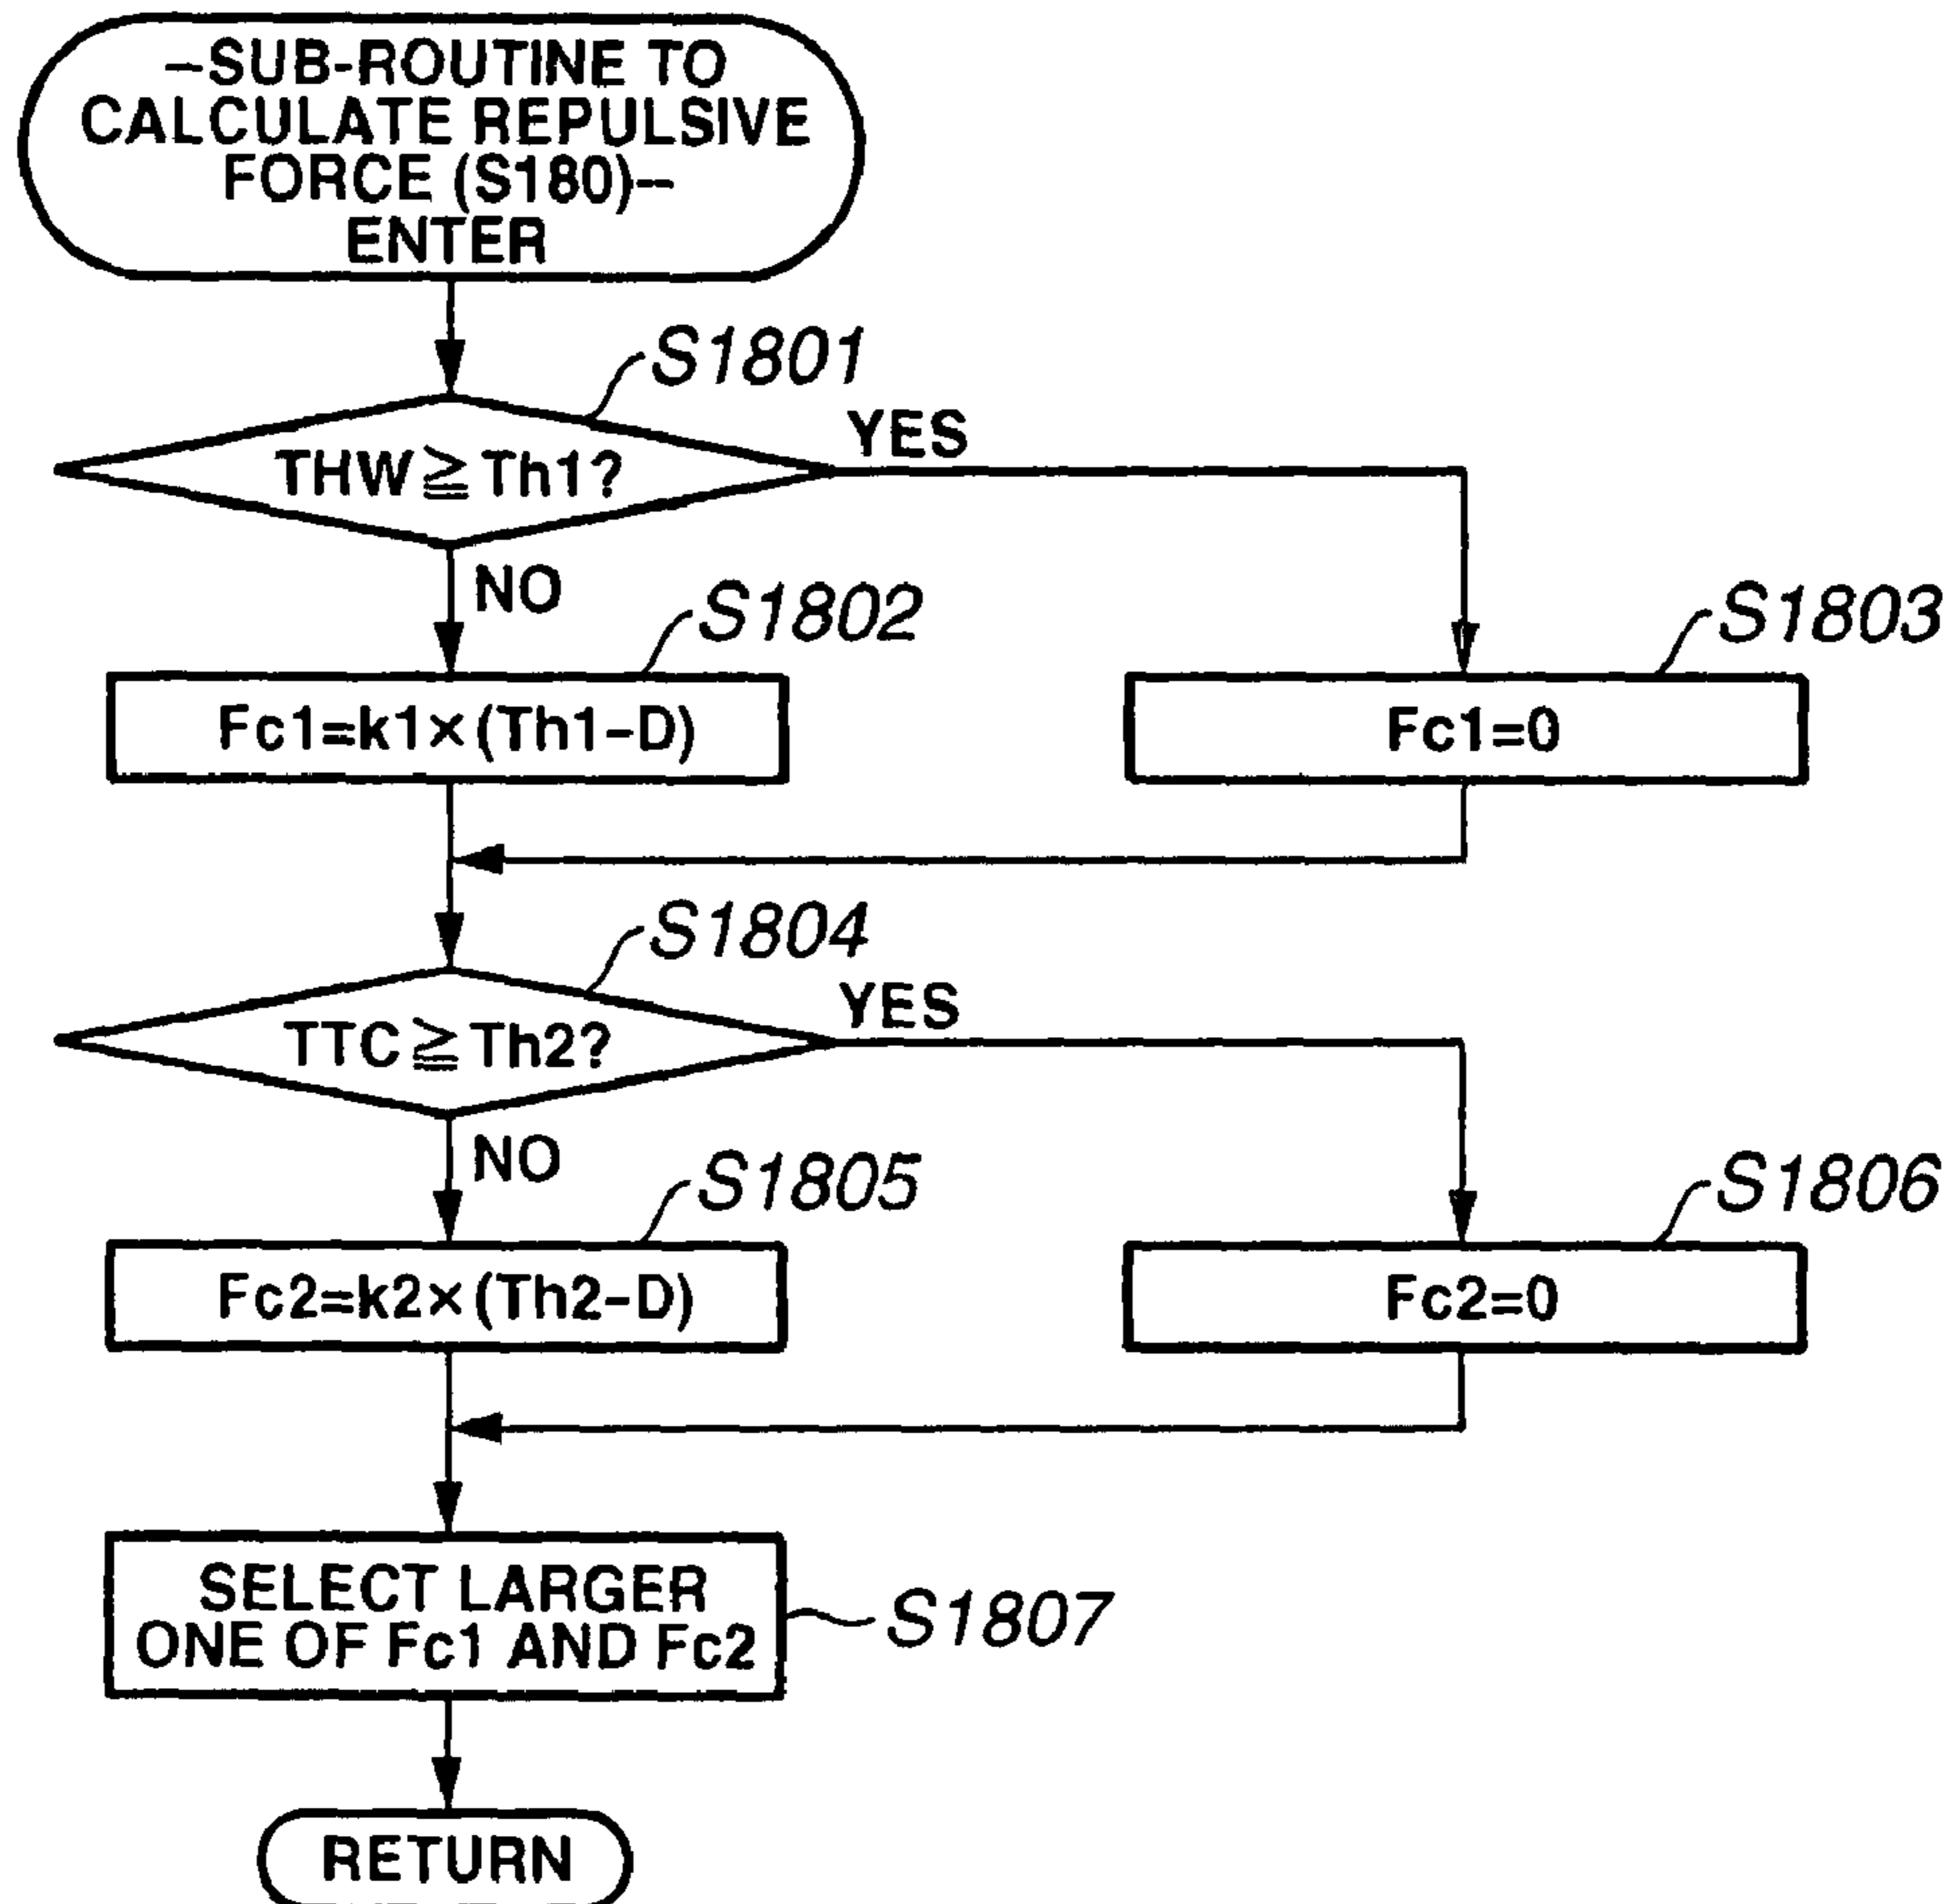 -SUB-ROUTINE TO
CALCULATE REPULSIVE
FORCE (S180)-
ENTER
S1801
THW≧Th1?
YES
NO
S1802
S1803
Fc1=k1×(Th1-D)
Fc1=0
S1804
TTC≧Th2?
YES
NO
S1805
S1806
Fc2=k2×(Th2-D)
Fc2=0
SELECT LARGER
ONE OF Fc1 AND Fc2
S1807
RETURN